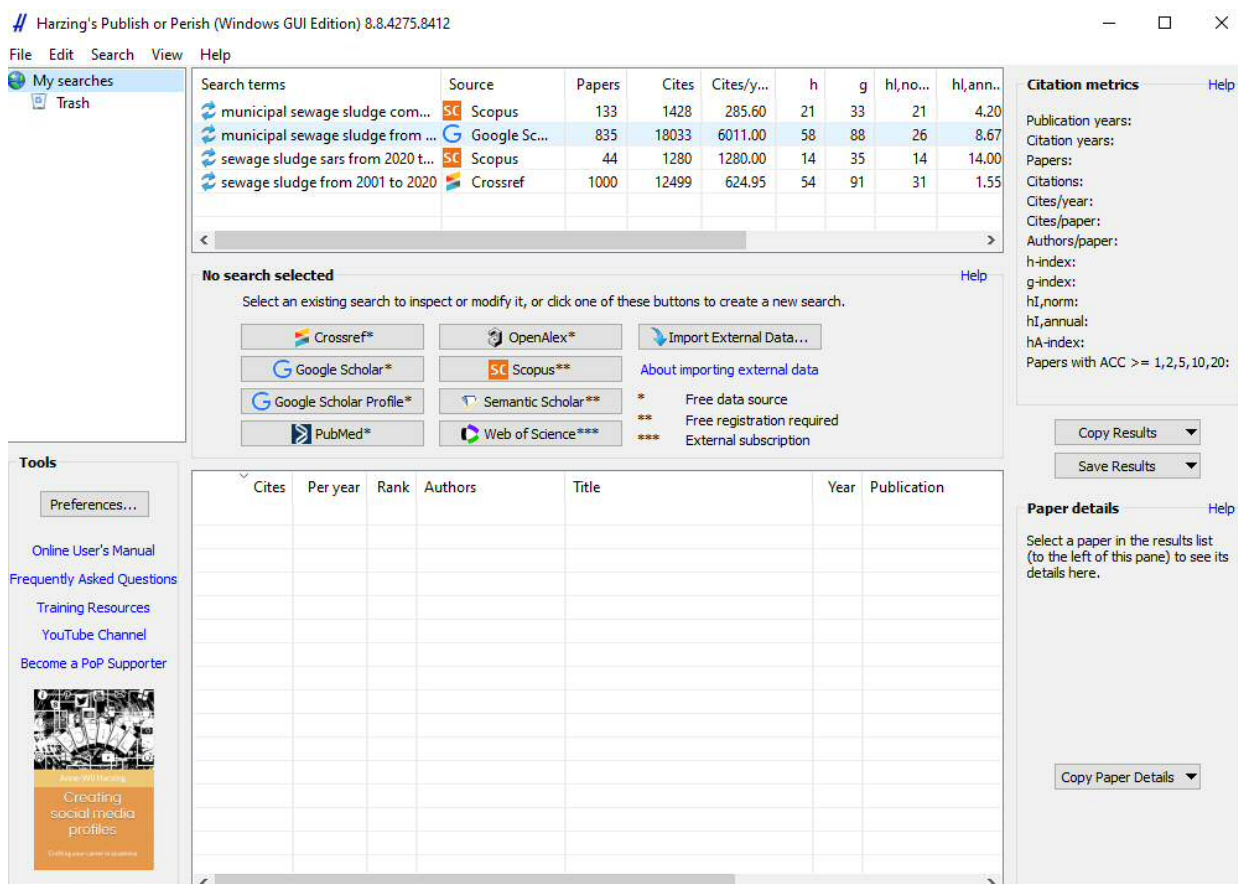 Harzing's Publish or Perish (Windows GUI Edition) 8.8.4275.8412
File Edit Search View Help
My searches
Trash
Search terms Source Papers Cites Cites/y... h g hI,no... hI,ann..
municipal sewage sludge com... SC Scopus 133 1428 285.60 21 33 21 4.20
municipal sewage sludge from ... Google Sc... 835 18033 6011.00 58 88 26 8.67
sewage sludge sars from 2020 t... SC Scopus 44 1280 1280.00 14 35 14 14.00
sewage sludge from 2001 to 2020 Crossref 1000 12499 624.95 54 91 31 1.55
No search selected Help
Select an existing search to inspect or modify it, or click one of these buttons to create a new search.
Crossref* OpenAlex* Import External Data...
Google Scholar* SC Scopus** About importing external data
Google Scholar Profile* Semantic Scholar** * Free data source
** Free registration required
PubMed* Web of Science*** *** External subscription
Cites Per year Rank Authors Title Year Publication
Citation metrics Help
Publication years:
Citation years:
Papers:
Citations:
Cites/year:
Cites/paper:
Authors/paper:
h-index:
g-index:
hI,norm:
hI,annual:
hA-index:
Papers with ACC >= 1,2,5,10,20:
Copy Results
Save Results
Paper details Help
Select a paper in the results list
(to the left of this pane) to see its
details here.
Copy Paper Details
Tools
Preferences...
Online User's Manual
Frequently Asked Questions
Training Resources
YouTube Channel
Become a PoP Supporter
Anne-Wil Harzing
Creating
social media
profiles